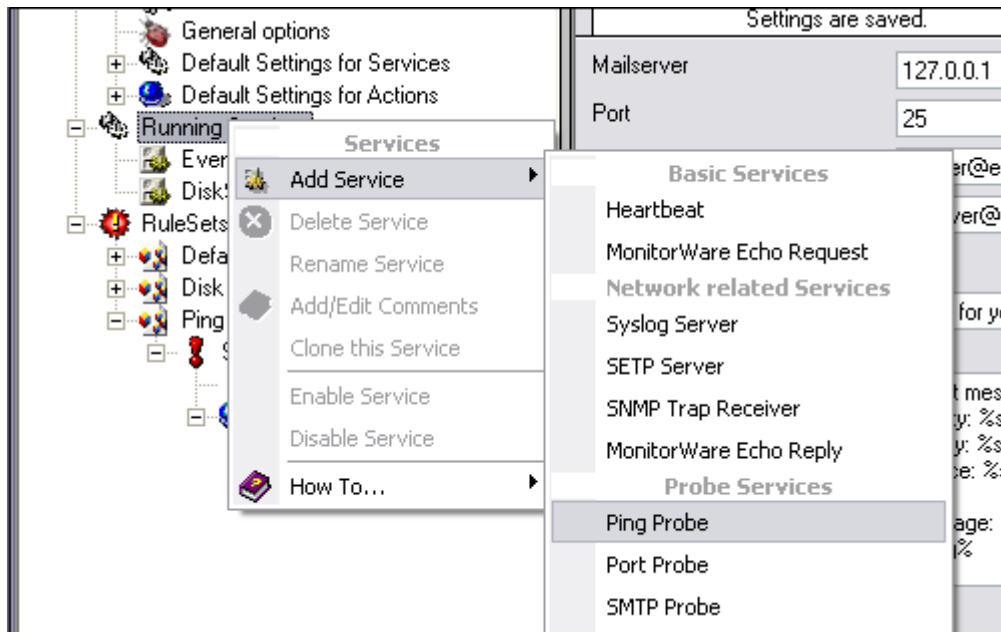 General options
Default Settings for Services
Default Settings for Actions
Running
RuleSets
Disk
Ping
Services
Add Service
Delete Service
Rename Service
Add/Edit Comments
Clone this Service
Enable Service
Disable Service
How To...
Basic Services
Heartbeat
MonitorWare Echo Request
Network related Services
Syslog Server
SETP Server
SNMP Trap Receiver
MonitorWare Echo Reply
Probe Services
Ping Probe
Port Probe
SMTP Probe
Settings are saved.
Mailserver
127.0.0.1
Port
25
for